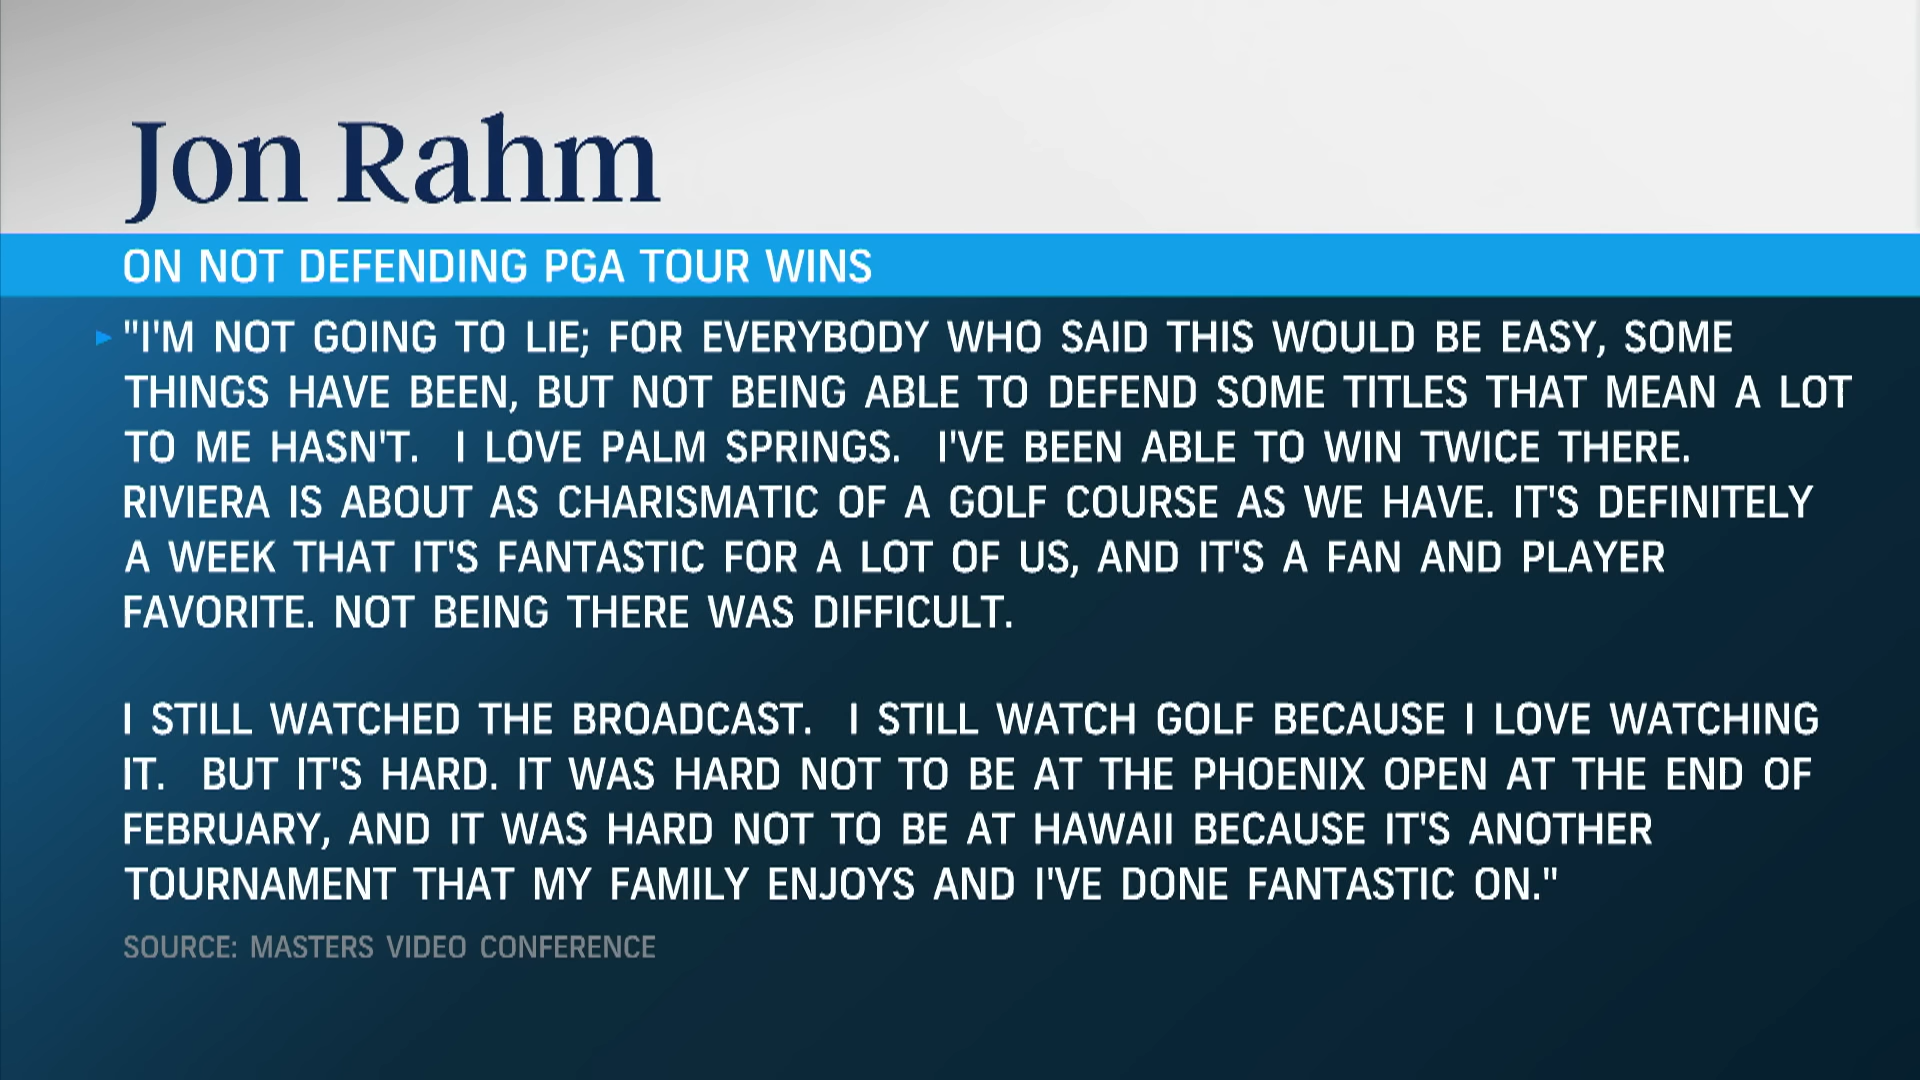 Jon Rahm
ON NOT DEFENDING PGA TOUR WINS
"I'M NOT GOING TO LIE; FOR EVERYBODY WHO SAID THIS WOULD BE EASY, SOME
THINGS HAVE BEEN, BUT NOT BEING ABLE TO DEFEND SOME TITLES THAT MEAN A LOT
TO ME HASN'T.  I LOVE PALM SPRINGS.  I'VE BEEN ABLE TO WIN TWICE THERE.
RIVIERA IS ABOUT AS CHARISMATIC OF A GOLF COURSE AS WE HAVE. IT'S DEFINITELY
A WEEK THAT IT'S FANTASTIC FOR A LOT OF US, AND IT'S A FAN AND PLAYER
FAVORITE. NOT BEING THERE WAS DIFFICULT.
I STILL WATCHED THE BROADCAST.  I STILL WATCH GOLF BECAUSE I LOVE WATCHING
IT.  BUT IT'S HARD. IT WAS HARD NOT TO BE AT THE PHOENIX OPEN AT THE END OF
FEBRUARY, AND IT WAS HARD NOT TO BE AT HAWAII BECAUSE IT'S ANOTHER
TOURNAMENT THAT MY FAMILY ENJOYS AND I'VE DONE FANTASTIC ON."
SOURCE: MASTERS VIDEO CONFERENCE